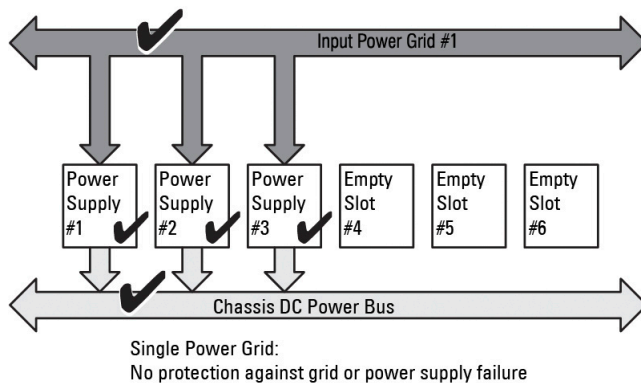 Input Power Grid #1
Power Supply #1
Power Supply #2
Power Supply #3
Empty Slot #4
Empty Slot #5
Empty Slot #6
Chassis DC Power Bus
Single Power Grid:
No protection against grid or power supply failure